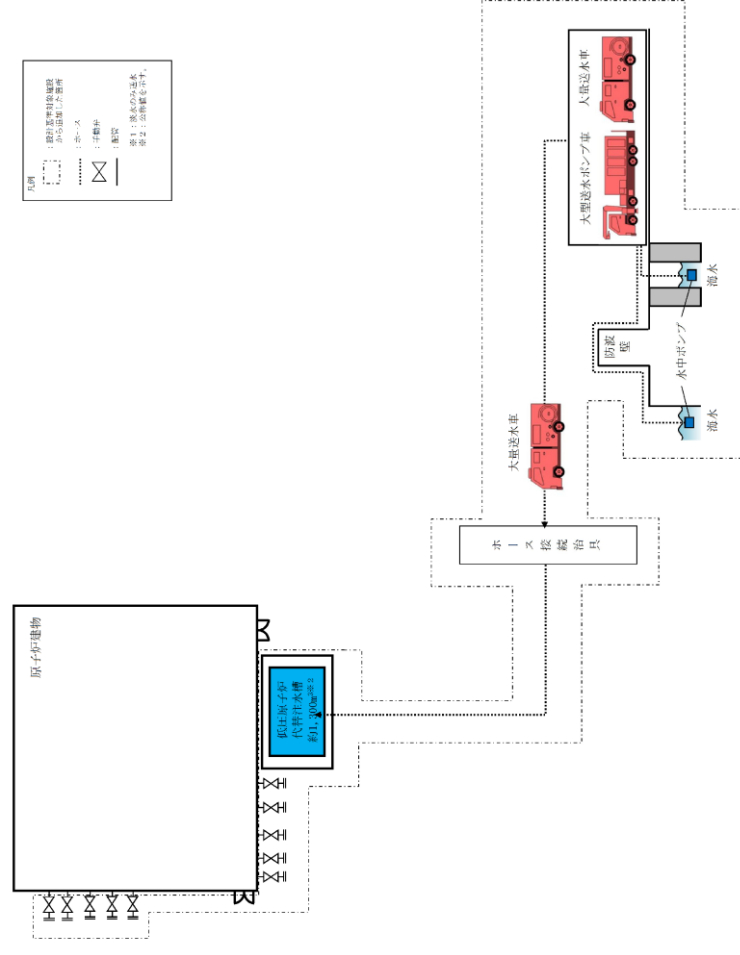 原子炉建物
低圧原子炉
代替注水槽
約1,300m³※2
ホース接続治具
大量送水車
大型送水ポンプ車
大量送水車
防波壁
水中ポンプ
海水
海水
凡例
:設計基準対象施設
から追加した箇所
:ホース
:手動弁
:配管
※1:淡水のみ送水
※2:公称値を示す。